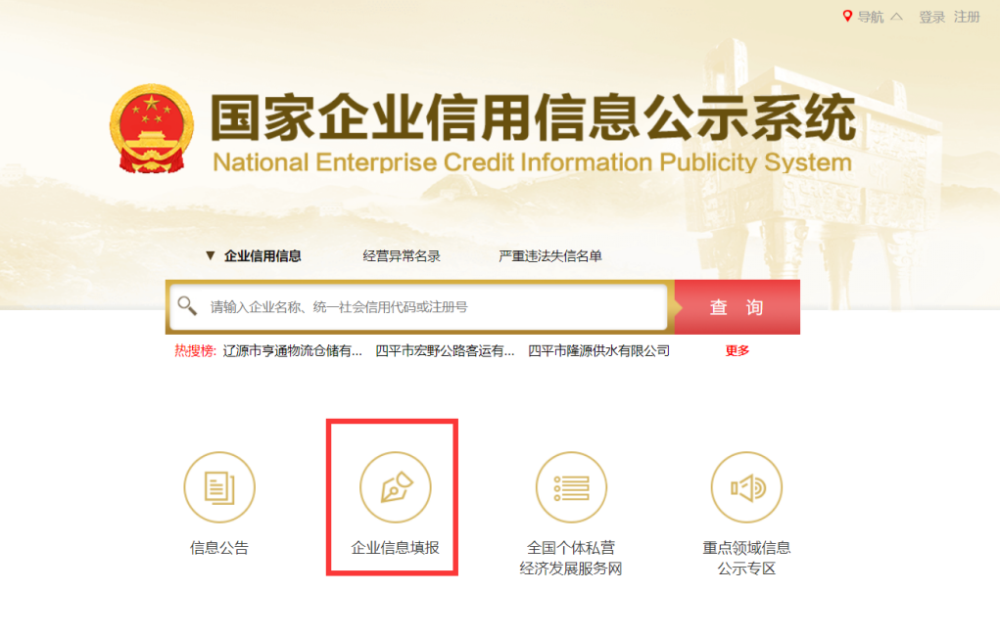 导航 登录 注册
国家企业信用信息公示系统
National Enterprise Credit Information Publicity System
▼ 企业信用信息 经营异常名录 严重违法失信名单
请输入企业名称、统一社会信用代码或注册号 查 询
热搜榜: 辽源市亨通物流仓储有... 四平市宏野公路客运有... 四平市隆源供水有限公司 更多
信息公告 企业信息填报 全国个体私营 重点领域信息
经济发展服务网 公示专区